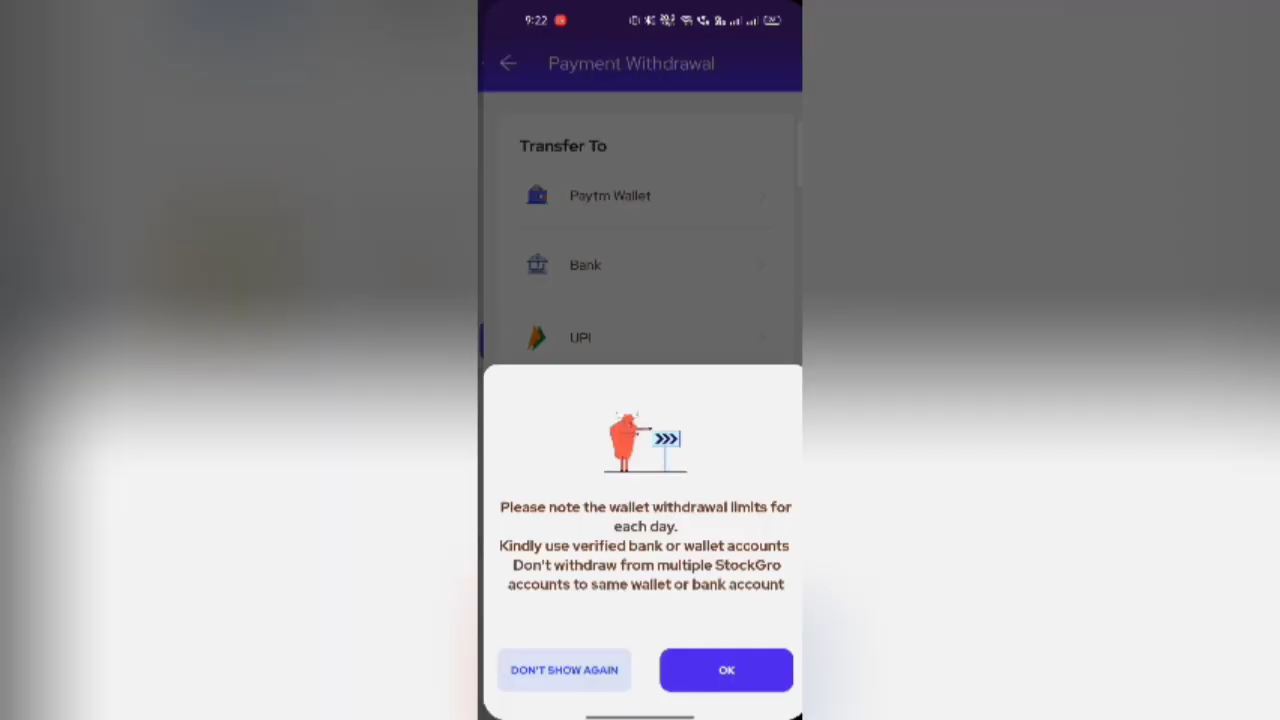 9:22
Payment Withdrawal
Transfer To
Paytm Wallet
Bank
UPI
Please note the wallet withdrawal limits for
each day.
Kindly use verified bank or wallet accounts
Don't withdraw from multiple StockGro
accounts to same wallet or bank account
DON'T SHOW AGAIN
OK